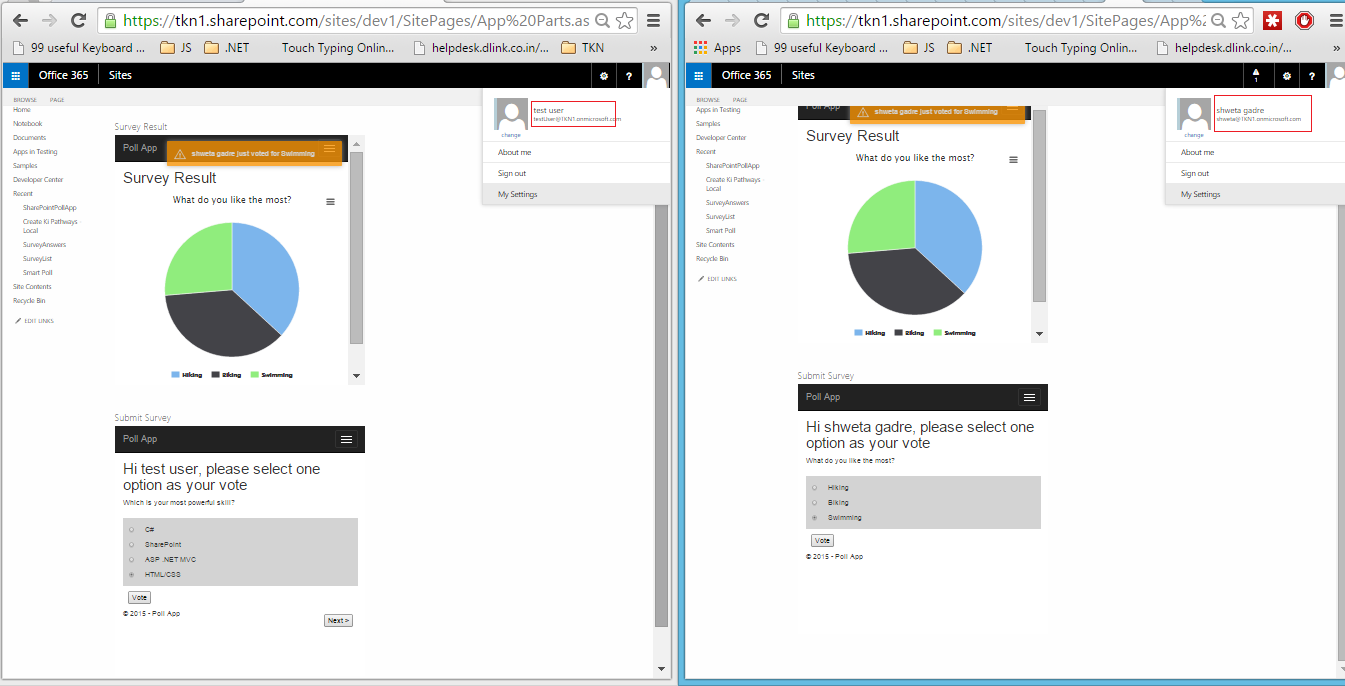 https://tkn1.sharepoint.com/sites/dev1/SitePages/App%20Parts.as
99 useful Keyboard ...
JS
.NET
Touch Typing Onlin...
helpdesk.dlink.co.in/...
TKN
»
Office 365
Sites
?
BROWSE
PAGE
test user
testUser@1KN1.onmicrosoft.com
change
About me
Sign out
My Settings
Home
Notebook
Documents
Apps in Testing
Samples
Developer Center
Recent
SharePointPollApp
Create Ki Pathways -
Local
SurveyAnswers
SurveyList
Smart Poll
Site Contents
Recycle Bin
EDIT LINKS
Survey Result
Poll App
shweta gadre just voted for Swimming
Survey Result
What do you like the most?
Hiking
Biking
Swimming
Submit Survey
Poll App
Hi test user, please select one
option as your vote
Which is your most powerful skill?
C#
SharePoint
ASP .NET MVC
HTML/CSS
Vote
© 2015 - Poll App
Next >
https://tkn1.sharepoint.com/sites/dev1/SitePages/App%2
Apps
99 useful Keyboard ...
JS
.NET
Touch Typing Onlin...
helpdesk.dlink.co.in/...
»
Office 365
Sites
1
?
BROWSE
PAGE
shweta gadre
shweta@1KN1.onmicrosoft.com
change
About me
Sign out
My Settings
Apps in Testing
Samples
Developer Center
Recent
SharePointPollApp
Create Ki Pathways -
Local
SurveyAnswers
SurveyList
Smart Poll
Site Contents
Recycle Bin
EDIT LINKS
Poll App
shweta gadre just voted for Swimming
Survey Result
What do you like the most?
Hiking
Biking
Swimming
Submit Survey
Poll App
Hi shweta gadre, please select one
option as your vote
What do you like the most?
Hiking
Biking
Swimming
Vote
© 2015 - Poll App